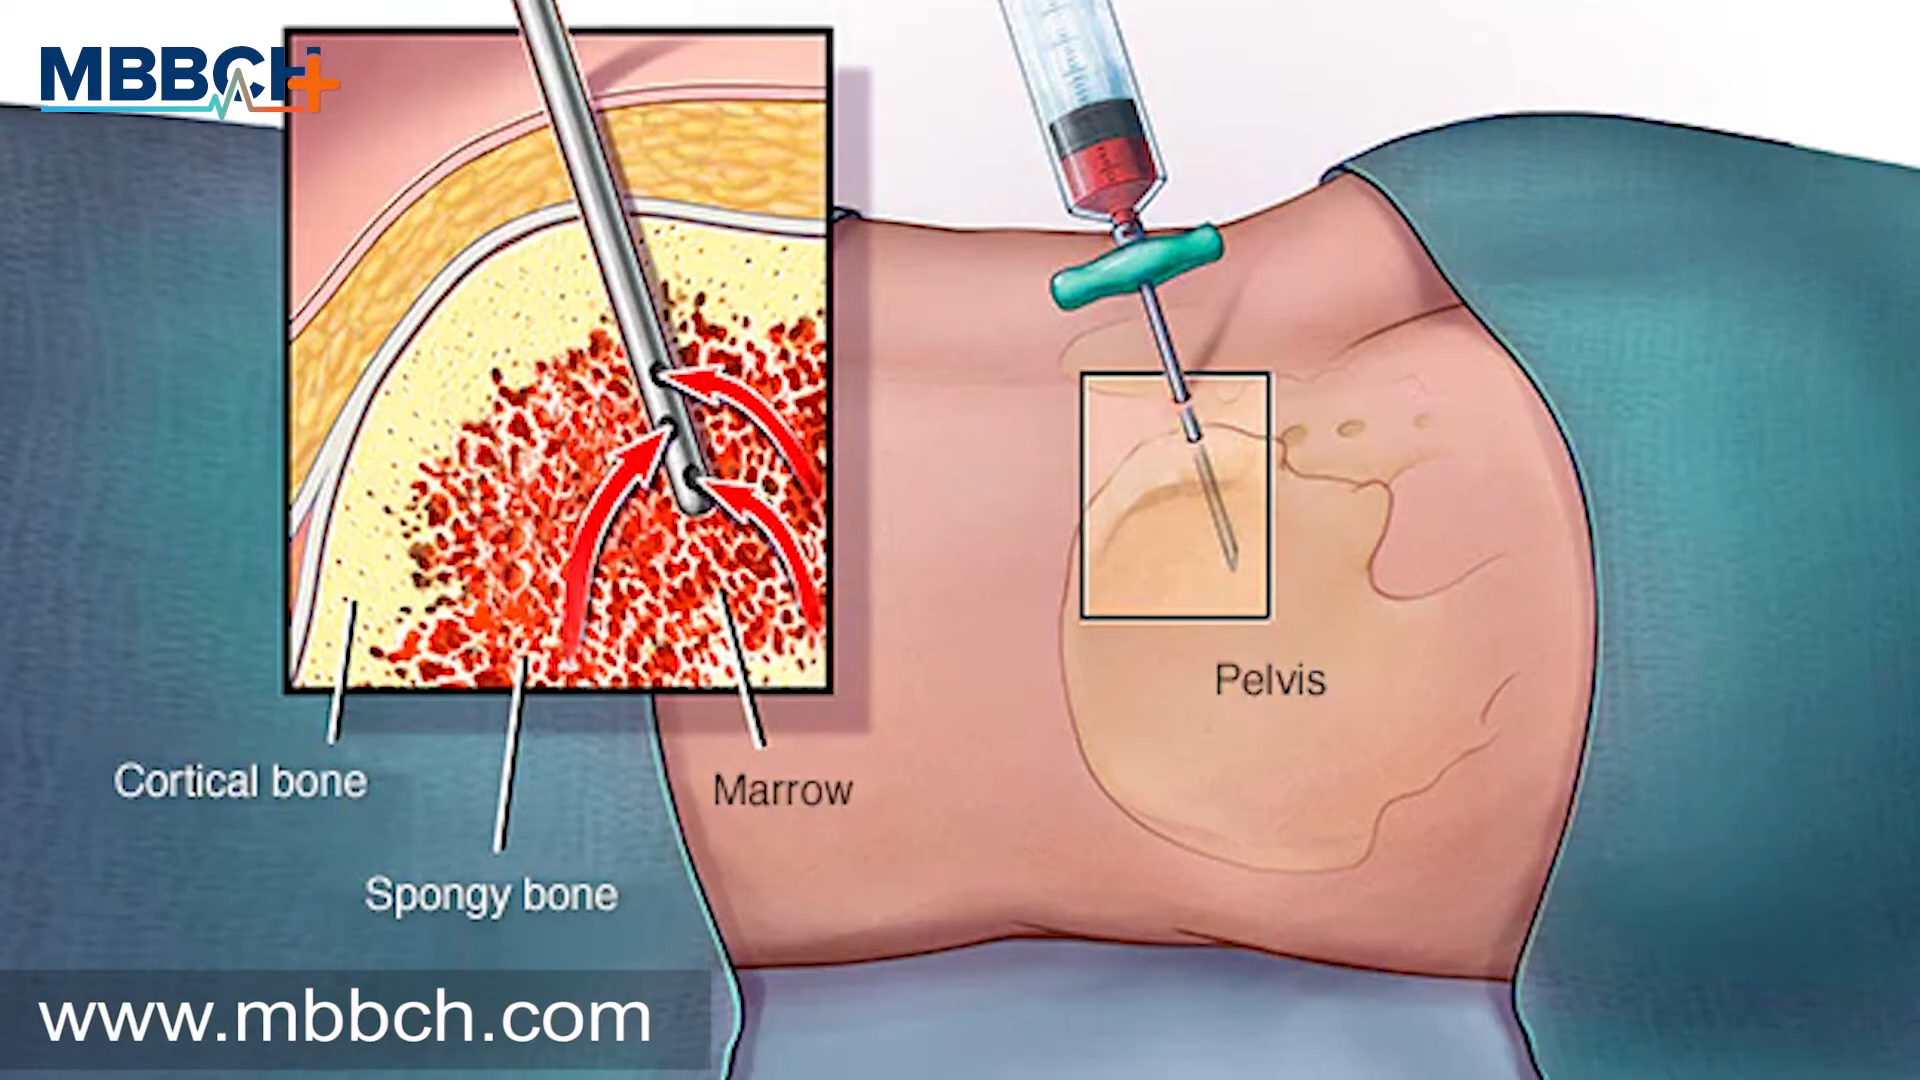 MBBCH+
Pelvis
Cortical bone
Marrow
Spongy bone
www.mbbch.com